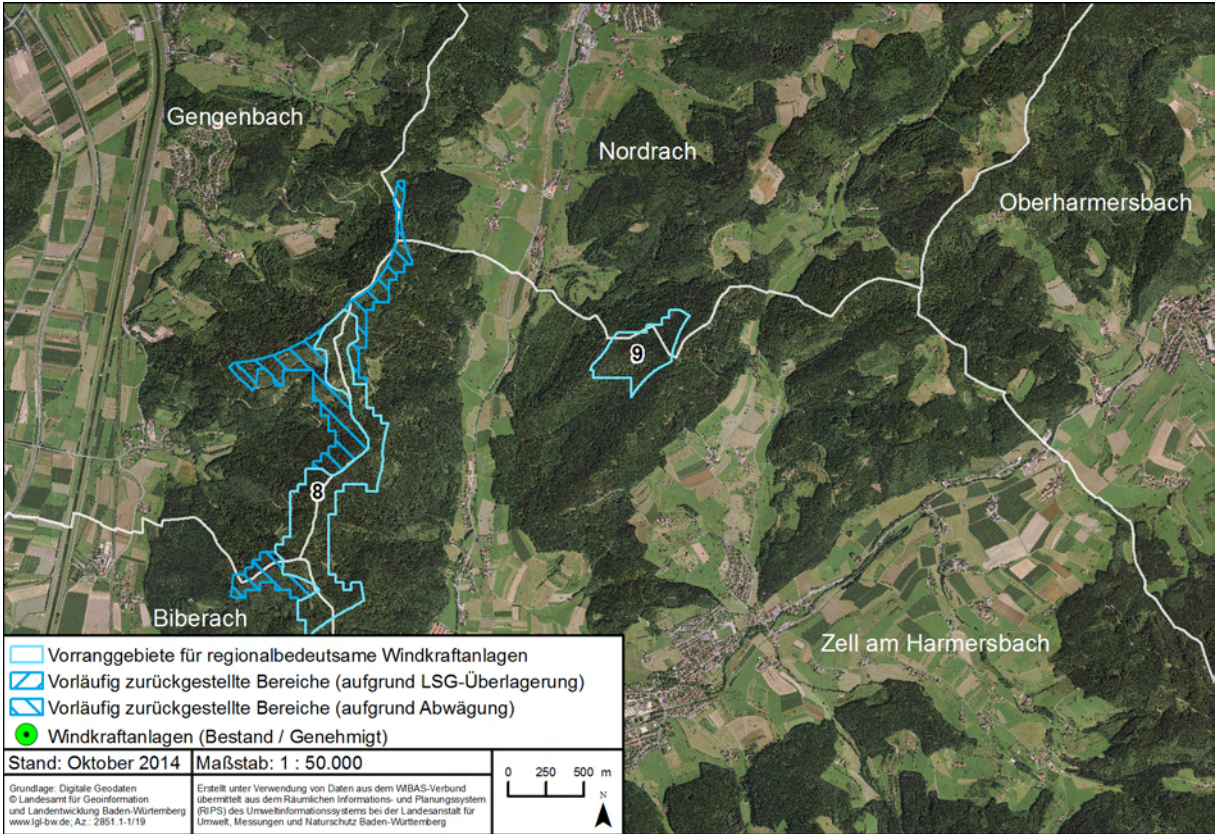 Gengenbach
Nordrach
Oberharmersbach
9
8
Biberach
Zell am Harmersbach
Vorranggebiete für regionalbedeutsame Windkraftanlagen
Vorläufig zurückgestellte Bereiche (aufgrund LSG-Überlagerung)
Vorläufig zurückgestellte Bereiche (aufgrund Abwägung)
Windkraftanlagen (Bestand / Genehmigt)
Stand: Oktober 2014
Maßstab: 1 : 50.000
0 250 500 m
N
Grundlage: Digitale Geodaten
© Landesamt für Geoinformation
und Landentwicklung Baden-Württemberg
www.lgl-bw.de; Az.: 2851.1-1/19
Erstellt unter Verwendung von Daten aus dem WIBAS-Verbund
übermittelt aus dem Räumlichen Informations- und Planungssystem
(RIPS) des Umweltinformationssystems bei der Landesanstalt für
Umwelt, Messungen und Naturschutz Baden-Württemberg